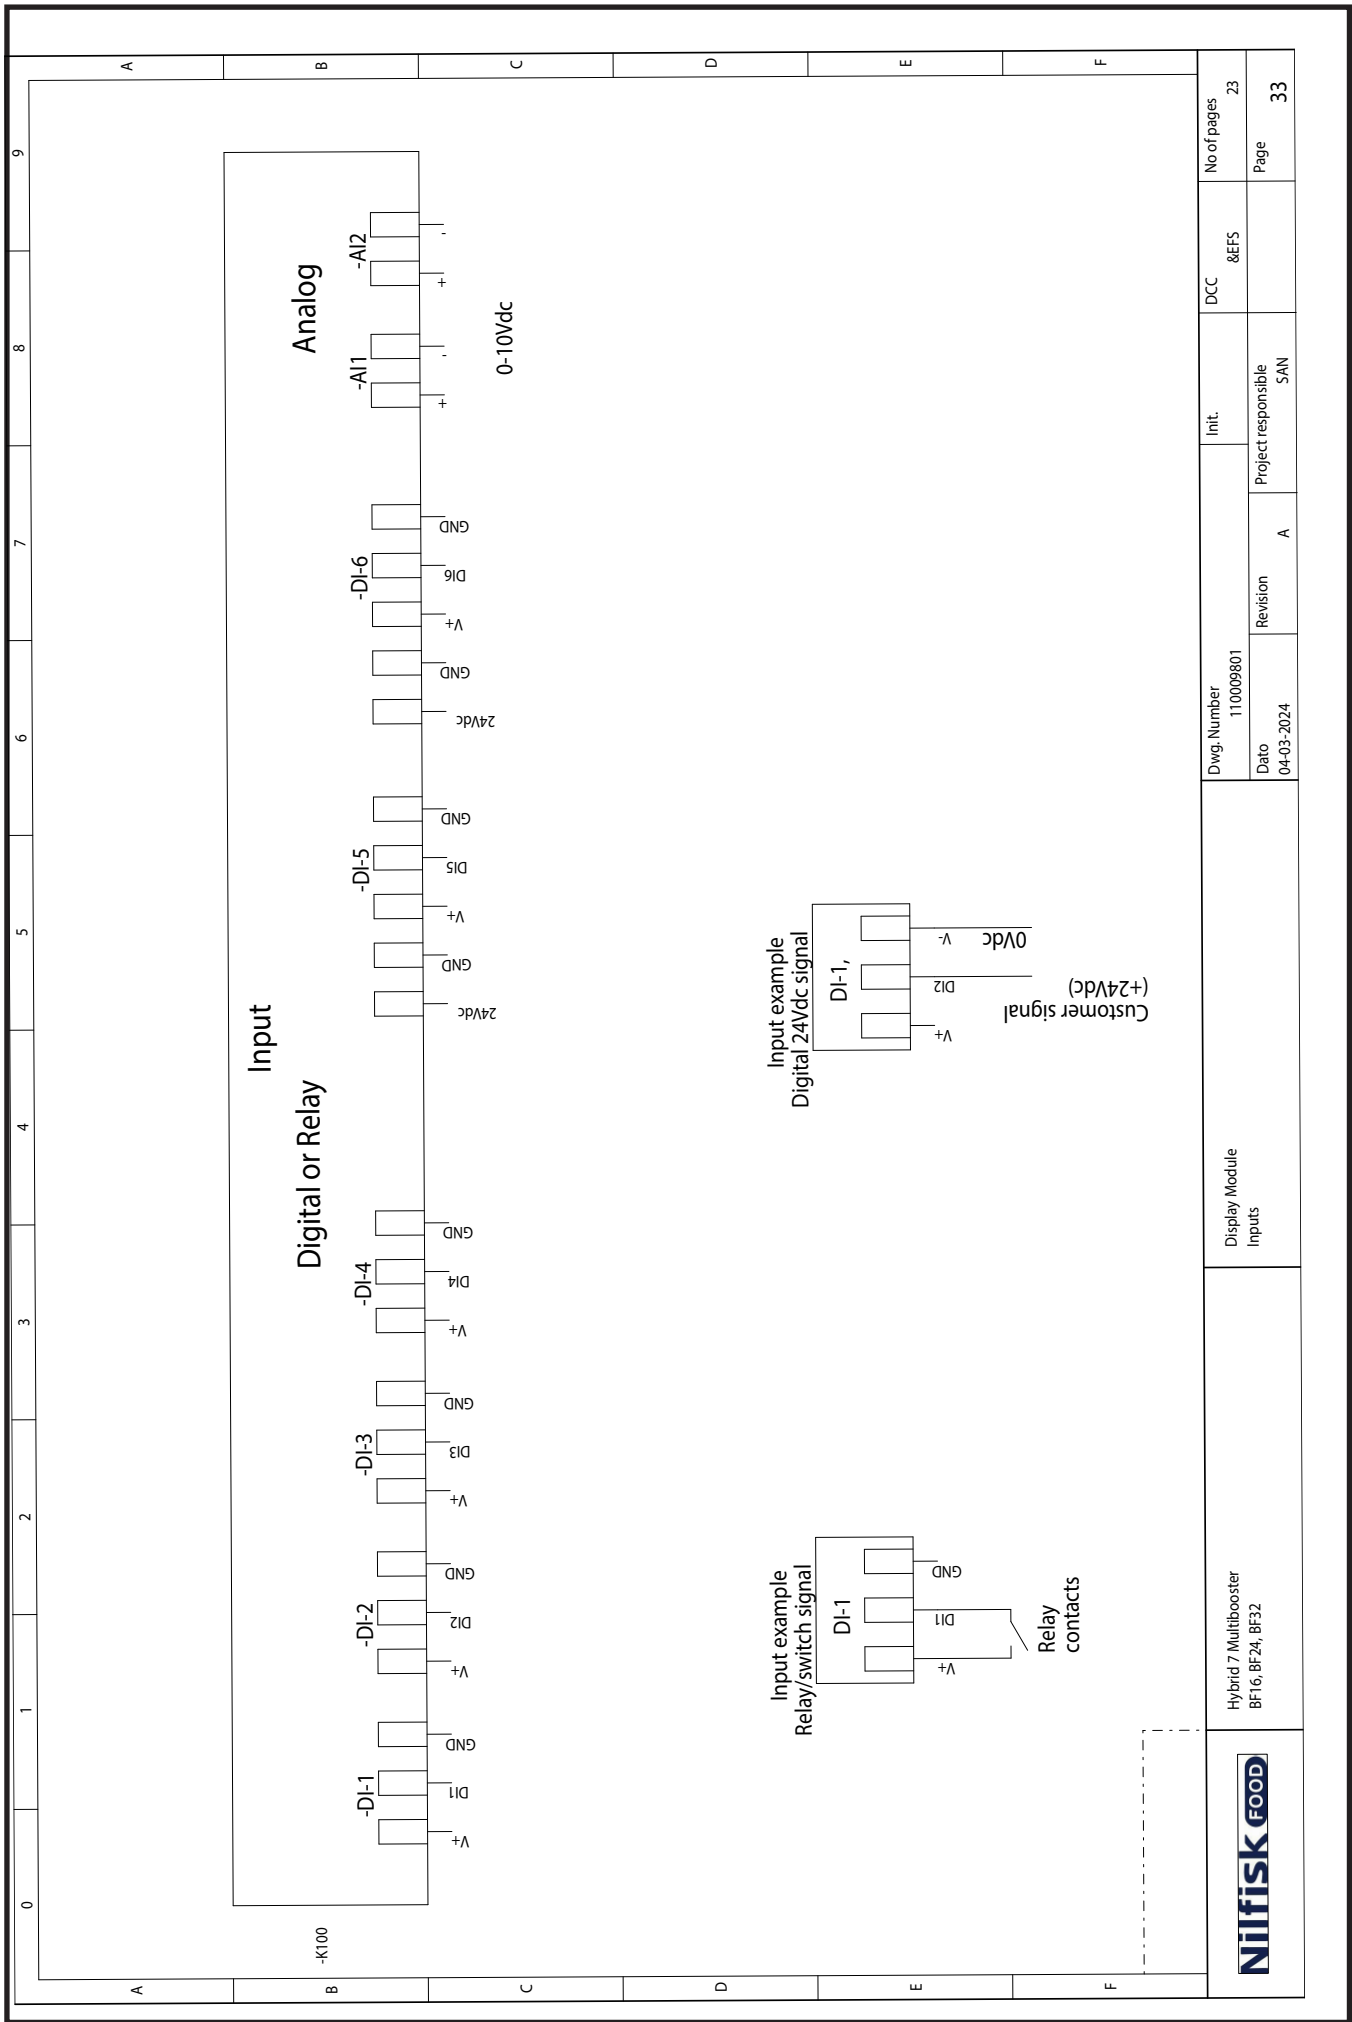 0 1 2 3 4 5 6 7 8 9
A
B
C
D
E
F
A
B
C
D
E
F
-K100
Input
Digital or Relay
Analog
-DI-1
-DI-2
-DI-3
-DI-4
-DI-5
-DI-6
-AI1
-AI2
V+ DI1 GND
V+ DI2 GND
V+ DI3 GND
V+ DI4 GND
24Vdc GND V+ DI5 GND
24Vdc GND V+ DI6 GND
+ -
+ -
0-10Vdc
Input example
Relay/switch signal
DI-1
V+ DI1 GND
Relay
contacts
Input example
Digital 24Vdc signal
DI-1,
V+ DI2 V-
0Vdc
Customer signal
(+24Vdc)
Nilfisk FOOD
Hybrid 7 Multibooster
BF16, BF24, BF32
Display Module
Inputs
Dwg. Number
110009801
Init.
DCC
&EFS
No of pages
23
Dato
04-03-2024
Revision
A
Project responsible
SAN
Page
33